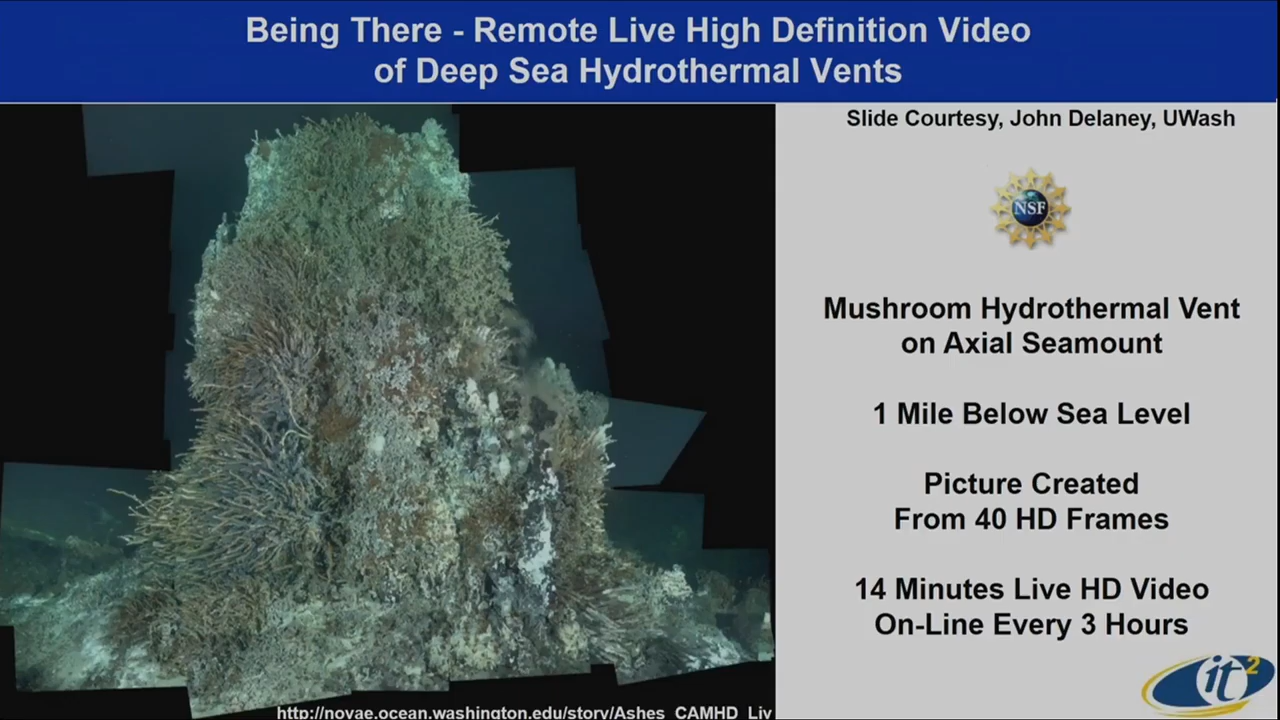 Being There - Remote Live High Definition Video
of Deep Sea Hydrothermal Vents
Slide Courtesy, John Delaney, UWash
NSF
Mushroom Hydrothermal Vent
on Axial Seamount
1 Mile Below Sea Level
Picture Created
From 40 HD Frames
14 Minutes Live HD Video
On-Line Every 3 Hours
it2
http://novae.ocean.washington.edu/story/Ashes_CAMHD_Liv